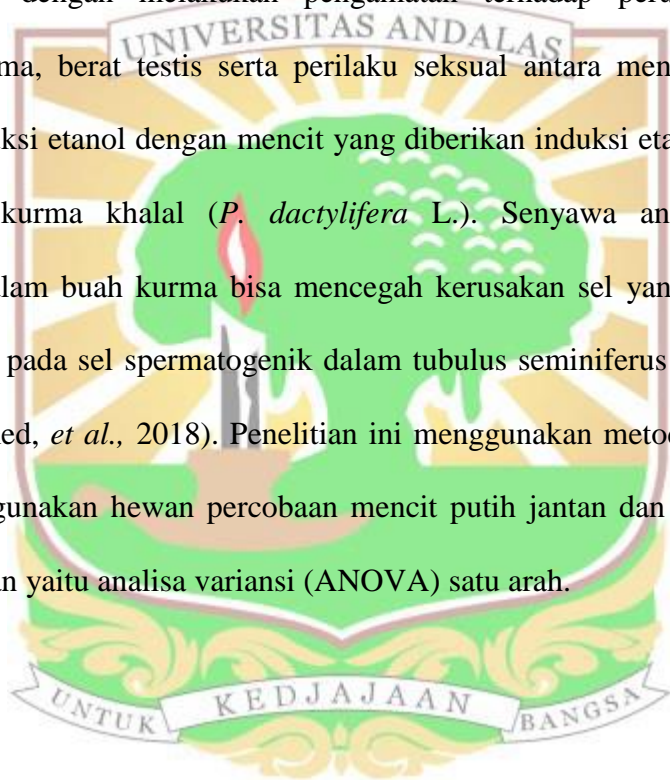 dengan melakukan pengamatan terhadap
UNIVERSITAS ANDALAS
ma, berat testis serta perilaku seksual antara men
ksi etanol dengan mencit yang diberikan induksi eta
kurma khalal (P. dactylifera L.). Senyawa an
alam buah kurma bisa mencegah kerusakan sel yan
pada sel spermatogenik dalam tubulus seminiferus
ed, et al., 2018). Penelitian ini menggunakan metod
gunakan hewan percobaan mencit putih jantan dan
an yaitu analisa variansi (ANOVA) satu arah.
UNTUK KEDJAJAAN BANGSA